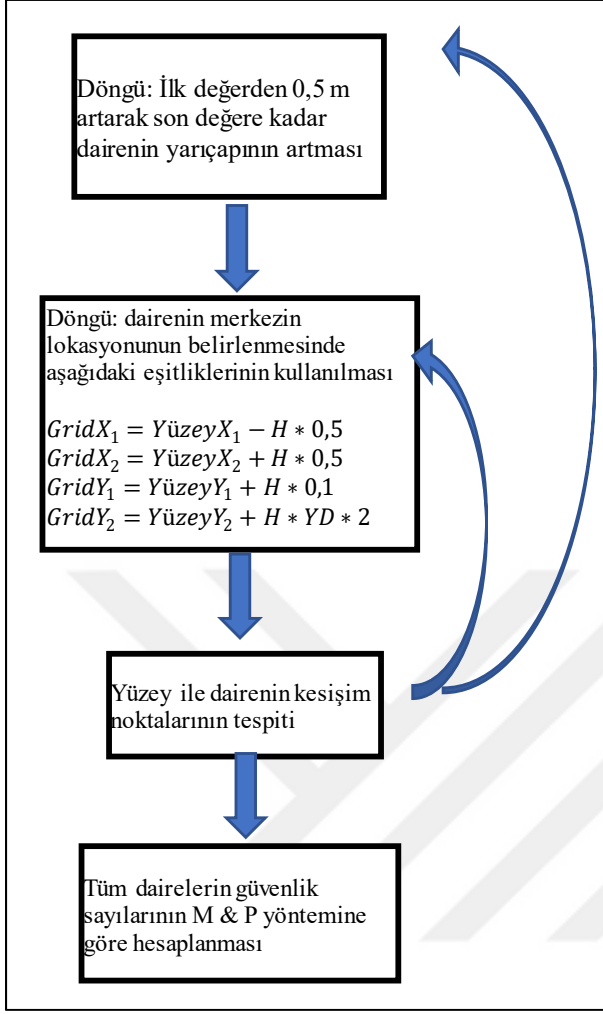 Döngü: İlk değerden 0,5 m
artarak son değere kadar
dairenin yarıçapının artması
Döngü: dairenin merkezin
lokasyonunun belirlenmesinde
aşağıdaki eşitliklerinin kullanılması
GridX₁ = YüzeyX₁ − H ∗ 0,5
GridX₂ = YüzeyX₂ + H ∗ 0,5
GridY₁ = YüzeyY₁ + H ∗ 0,1
GridY₂ = YüzeyY₂ + H ∗ YD ∗ 2
Yüzey ile dairenin kesişim
noktalarının tespiti
Tüm dairelerin güvenlik
sayılarının M & P yöntemine
göre hesaplanması